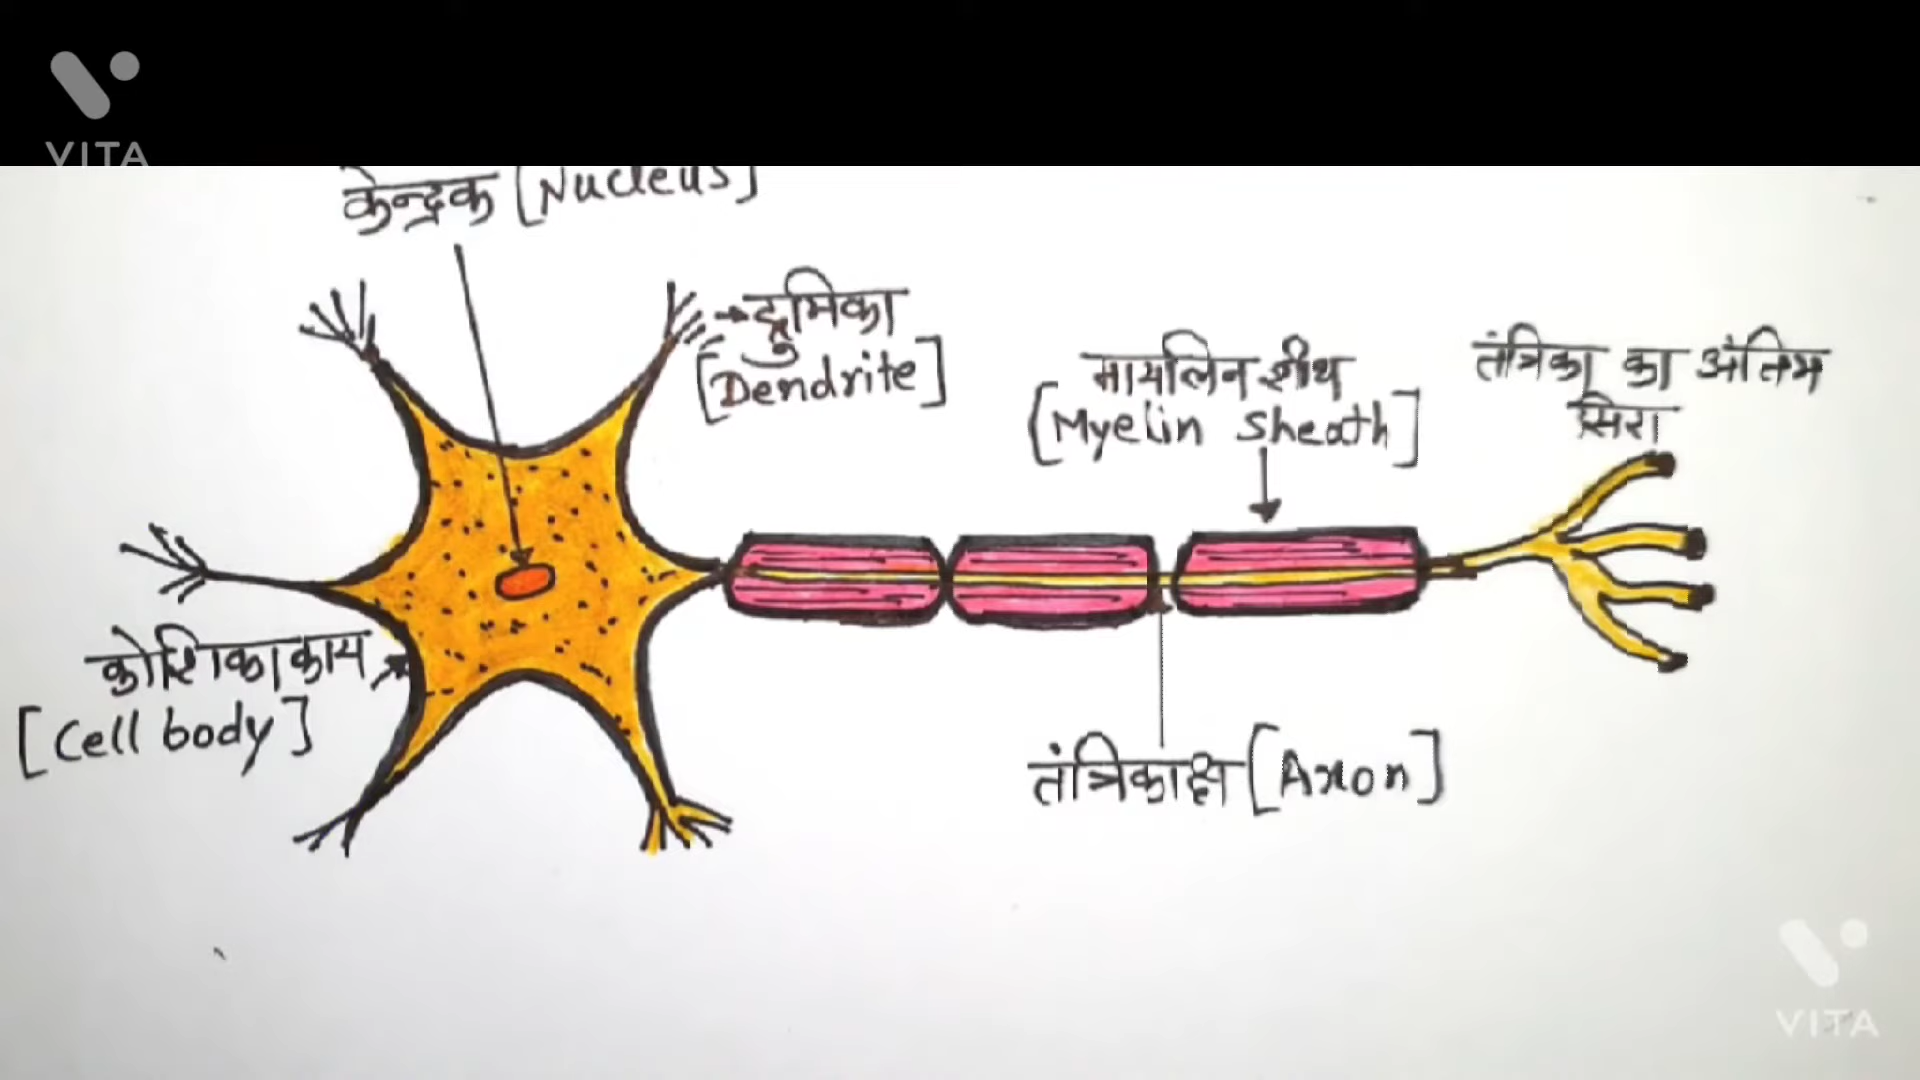 VITA
केन्द्रक [Nucleus]
द्रुमिका
[Dendrite]
मायलिन शीथ
[Myelin sheath]
तंत्रिका का अंतिम
सिरा
कोशिका काय
[Cell body]
तंत्रिकाक्ष [Axon]
VITA